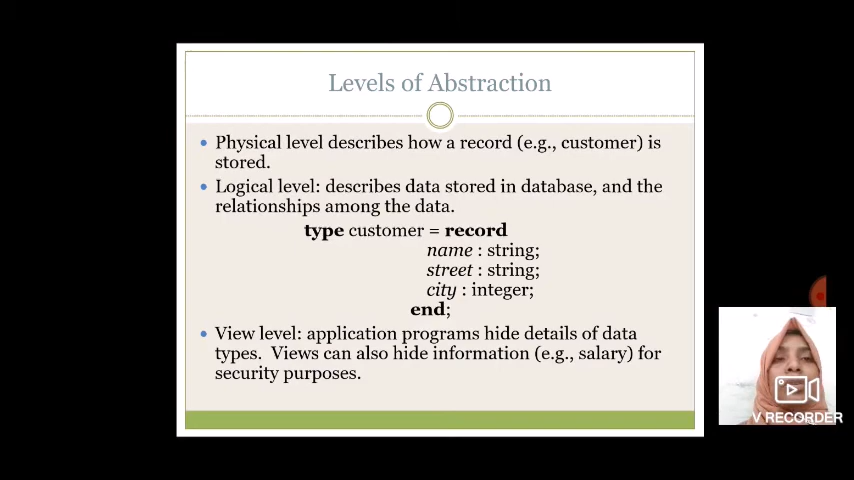 Levels of Abstraction
• Physical level describes how a record (e.g., customer) is
stored.
• Logical level: describes data stored in database, and the
relationships among the data.
type customer = record
name : string;
street : string;
city : integer;
end;
• View level: application programs hide details of data
types. Views can also hide information (e.g., salary) for
security purposes.
V RECORDER